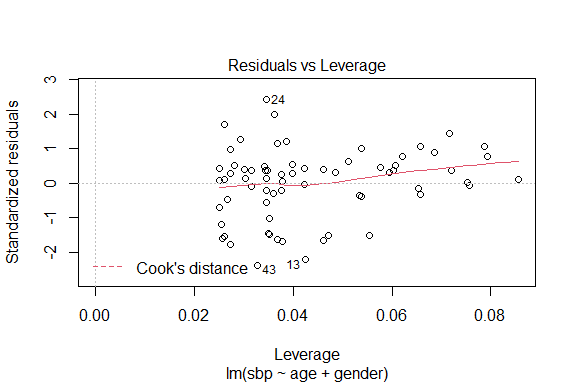 Residuals vs Leverage
Standardized residuals
3
2
1
0
-1
-2
24
43
13
Cook's distance
0.00 0.02 0.04 0.06 0.08
Leverage
lm(sbp ~ age + gender)